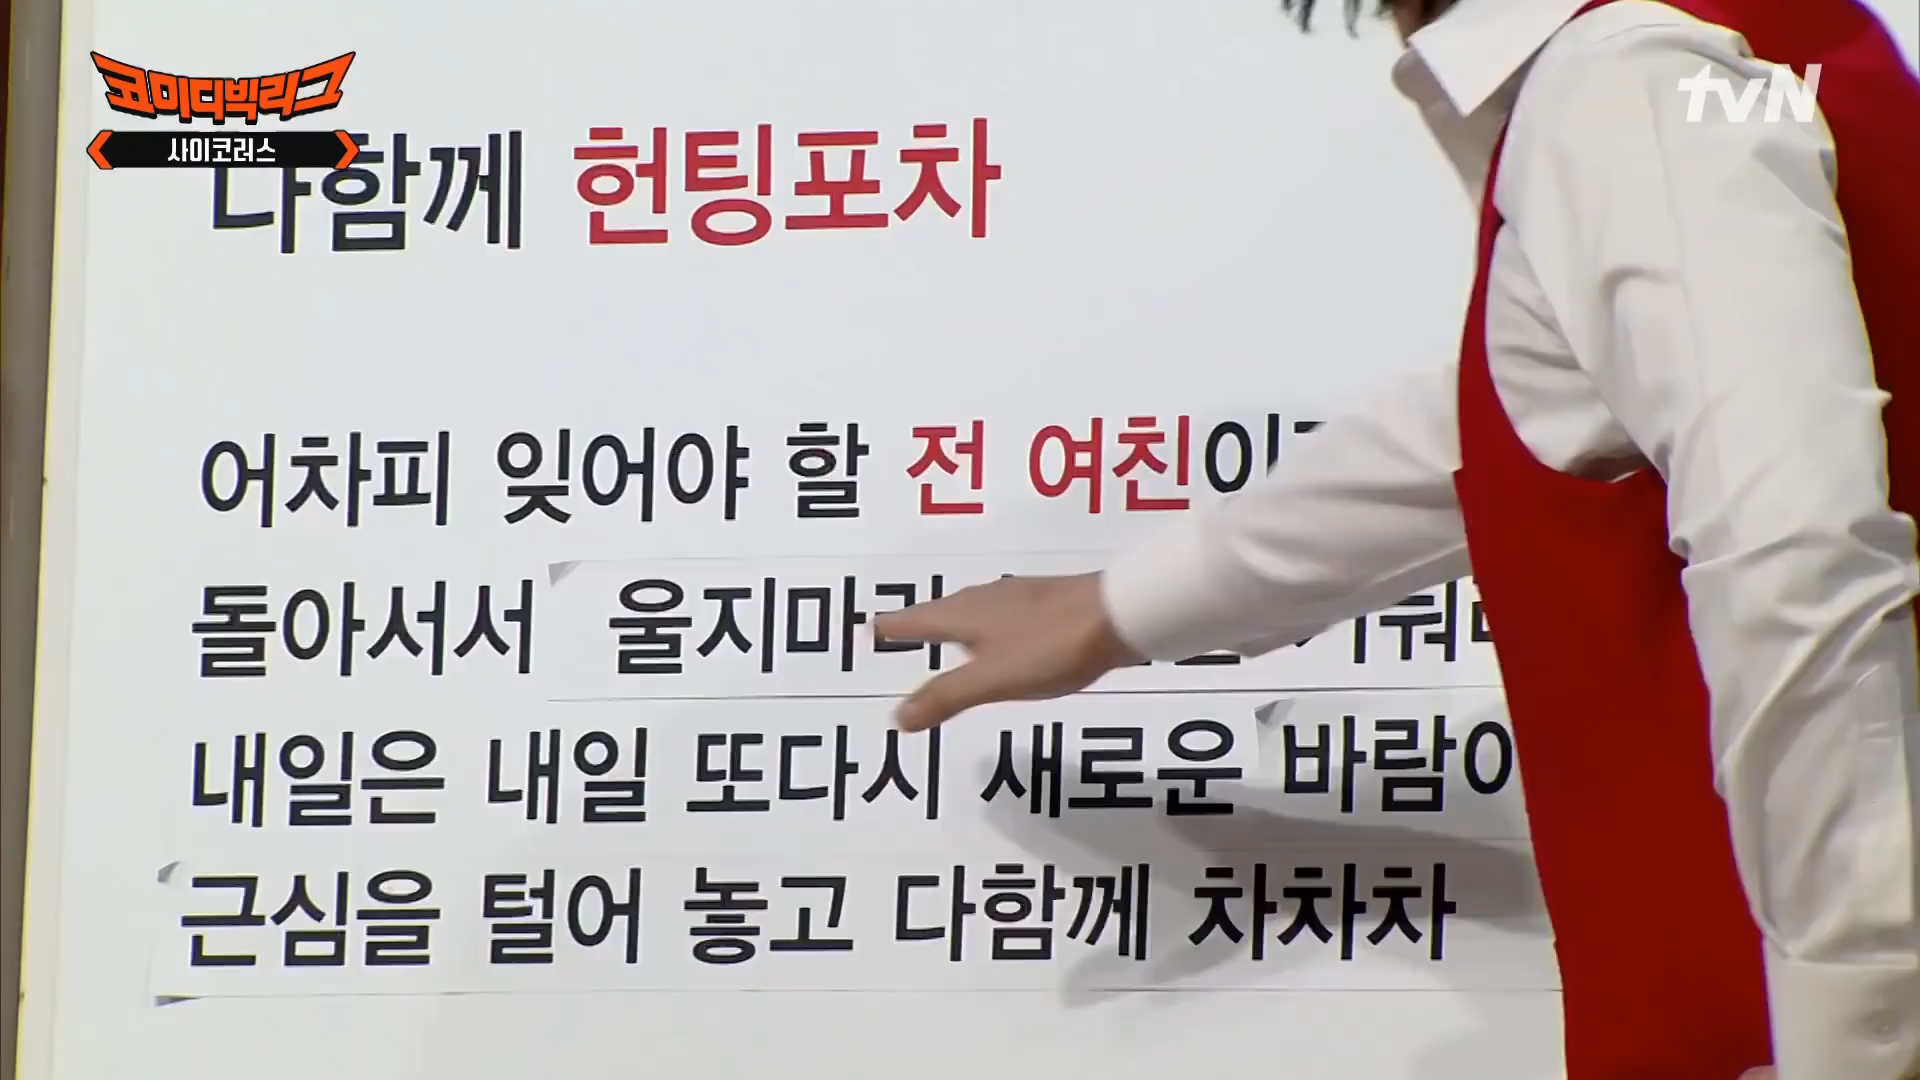 코미디빅리그
사이코러스
tvN
다함께 헌팅포차
어차피 잊어야 할 전 여친
돌아서서 울지마라
내일은 내일 또다시 새로운 바람이
근심을 털어 놓고 다함께 차차차